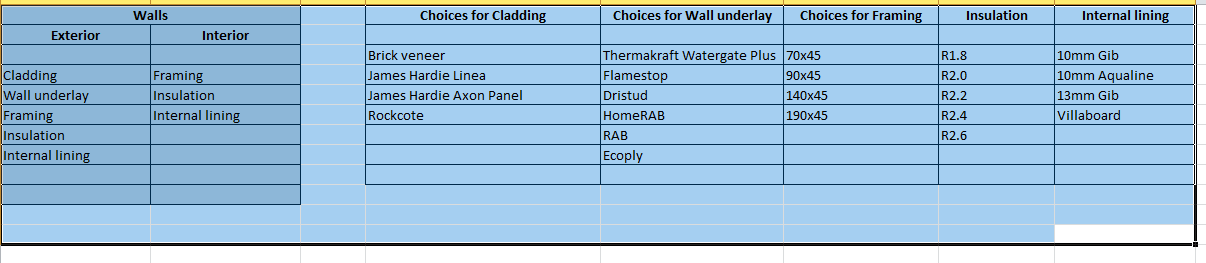 Walls Choices for Cladding Choices for Wall underlay Choices for Framing Insulation Internal lining
Exterior Interior
Brick veneer Thermakraft Watergate Plus 70x45 R1.8 10mm Gib
Cladding Framing James Hardie Linea Flamestop 90x45 R2.0 10mm Aqualine
Wall underlay Insulation James Hardie Axon Panel Dristud 140x45 R2.2 13mm Gib
Framing Internal lining Rockcote HomeRAB 190x45 R2.4 Villaboard
Insulation RAB R2.6
Internal lining Ecoply